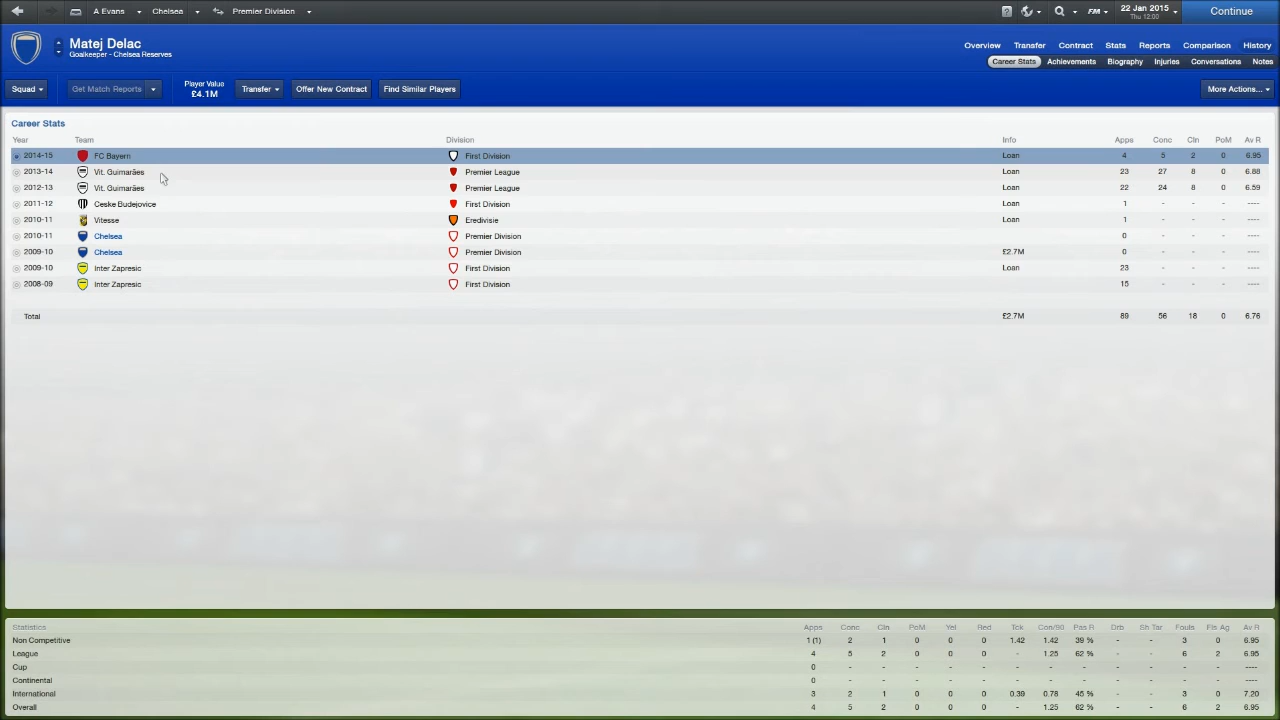 A Evans Chelsea Premier Division FM 22 Jan 2015 Thu 12:00 Continue
Matej Delac
Goalkeeper - Chelsea Reserves
Overview Transfer Contract Stats Reports Comparison History
Career Stats Achievements Biography Injuries Conversations Notes
Squad Get Match Reports Player Value £4.1M Transfer Offer New Contract Find Similar Players More Actions...
Career Stats
Year Team Division Info Apps Conc Cln PoM Av R
2014-15 FC Bayern First Division Loan 4 5 2 0 6.95
2013-14 Vit. Guimarães Premier League Loan 23 27 8 0 6.88
2012-13 Vit. Guimarães Premier League Loan 22 24 8 0 6.59
2011-12 Ceske Budejovice First Division Loan 1 - - - ----
2010-11 Vitesse Eredivisie Loan 1 - - - ----
2010-11 Chelsea Premier Division 0 - - - ----
2009-10 Chelsea Premier Division £2.7M 0 - - - ----
2009-10 Inter Zapresic First Division Loan 23 - - - ----
2008-09 Inter Zapresic First Division 15 - - - ----
Total £2.7M 89 56 18 0 6.76
Statistics Apps Conc Cln PoM Yel Red Tck Con/90 Pas R Drb Sh Tar Fouls Fls Ag Av R
Non Competitive 1 (1) 2 1 0 0 0 1.42 1.42 39 % - - 3 0 6.95
League 4 5 2 0 0 0 - 1.25 62 % - - 6 2 6.95
Cup 0 - - - - - - - - - - - - ----
Continental 0 - - - - - - - - - - - - ----
International 3 2 1 0 0 0 0.39 0.78 45 % - - 3 0 7.20
Overall 4 5 2 0 0 0 - 1.25 62 % - - 6 2 6.95